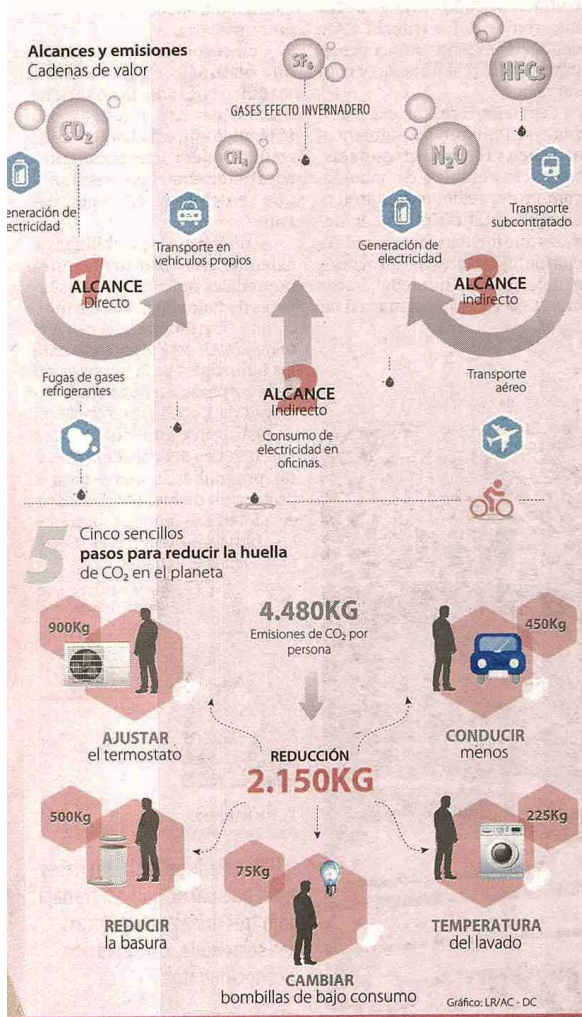 Alcances y emisiones
Cadenas de valor
SF₆
HFCs
CO₂
GASES EFECTO INVERNADERO
CH₄
N₂O
eneración de
ectricidad
Transporte en
vehículos propios
Generación de
electricidad
Transporte
subcontratado
1
ALCANCE
Directo
3
ALCANCE
Indirecto
Fugas de gases
refrigerantes
2
ALCANCE
Indirecto
Transporte
aéreo
Consumo de
electricidad en
oficinas.
5
Cinco sencillos
pasos para reducir la huella
de CO₂ en el planeta
900Kg
4.480KG
Emisiones de CO₂ por
persona
450Kg
AJUSTAR
el termostato
CONDUCIR
menos
REDUCCIÓN
2.150KG
500Kg
75Kg
225Kg
REDUCIR
la basura
TEMPERATURA
del lavado
CAMBIAR
bombillas de bajo consumo
Gráfico: LR/AC - DC